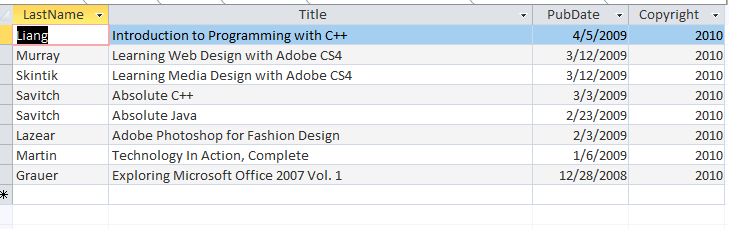 LastName Title PubDate Copyright
Liang Introduction to Programming with C++ 4/5/2009 2010
Murray Learning Web Design with Adobe CS4 3/12/2009 2010
Skintik Learning Media Design with Adobe CS4 3/12/2009 2010
Savitch Absolute C++ 3/3/2009 2010
Savitch Absolute Java 2/23/2009 2010
Lazear Adobe Photoshop for Fashion Design 2/3/2009 2010
Martin Technology In Action, Complete 1/6/2009 2010
Grauer Exploring Microsoft Office 2007 Vol. 1 12/28/2008 2010